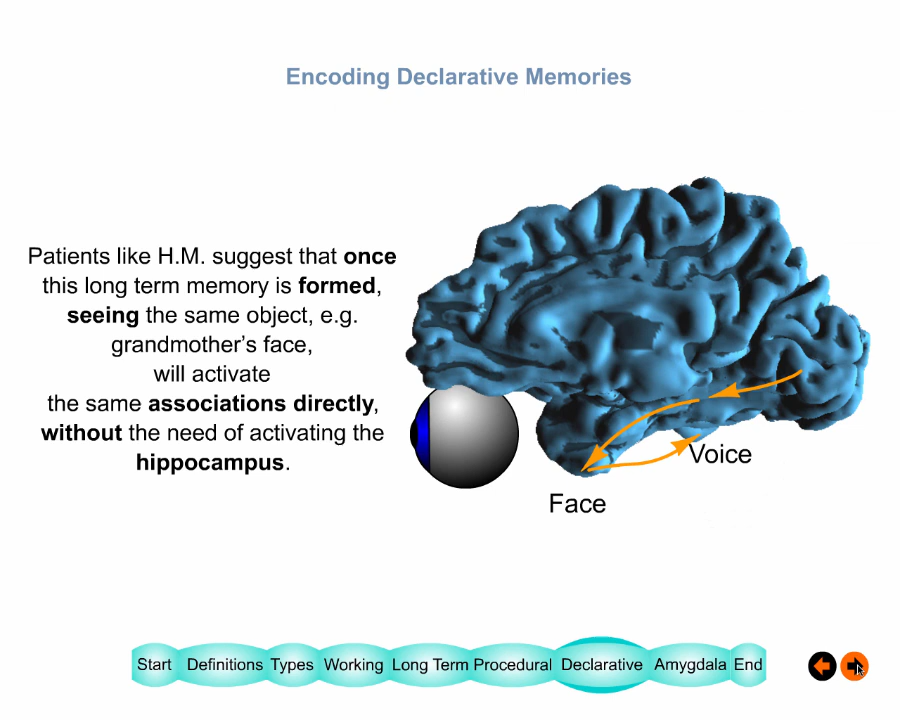 Encoding Declarative Memories
Patients like H.M. suggest that once
this long term memory is formed,
seeing the same object, e.g.
grandmother’s face,
will activate
the same associations directly,
without the need of activating the
hippocampus.
Voice
Face
Start Definitions Types Working Long Term Procedural Declarative Amygdala End